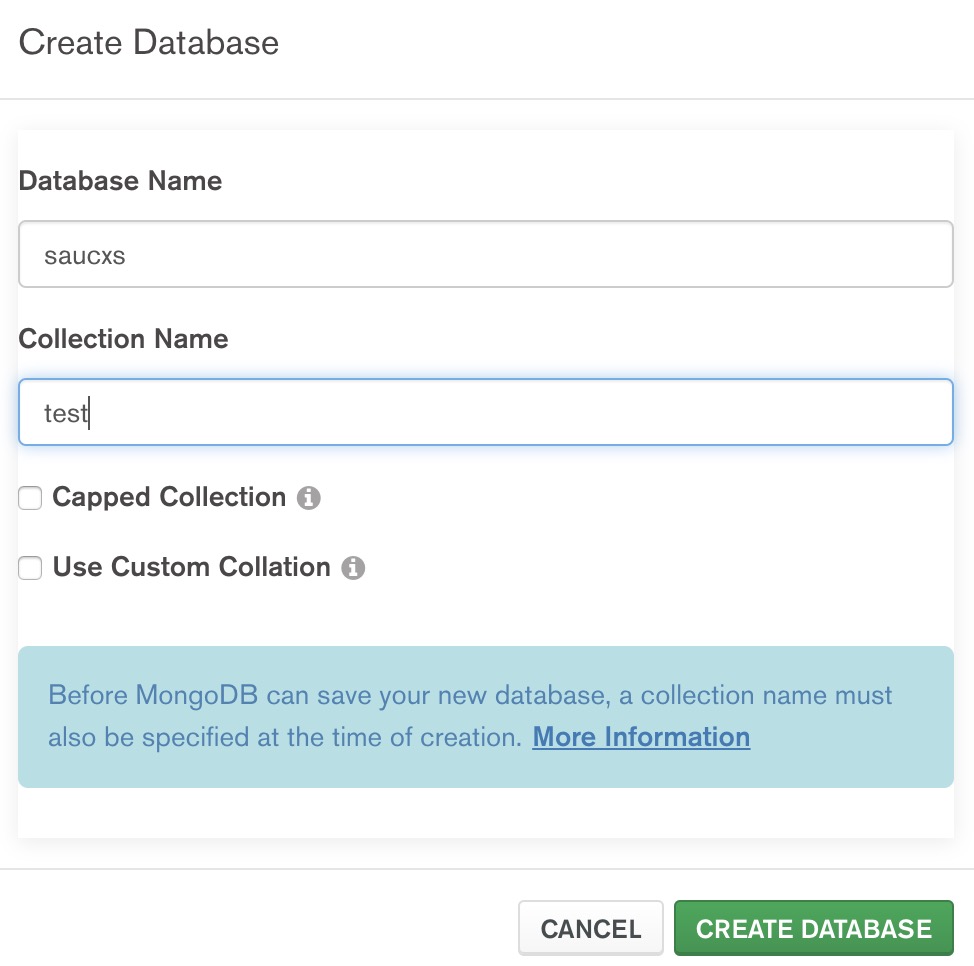 Create Database
Database Name
saucxs
Collection Name
test
Capped Collection
Use Custom Collation
Before MongoDB can save your new database, a collection name must
also be specified at the time of creation. More Information
CANCEL
CREATE DATABASE